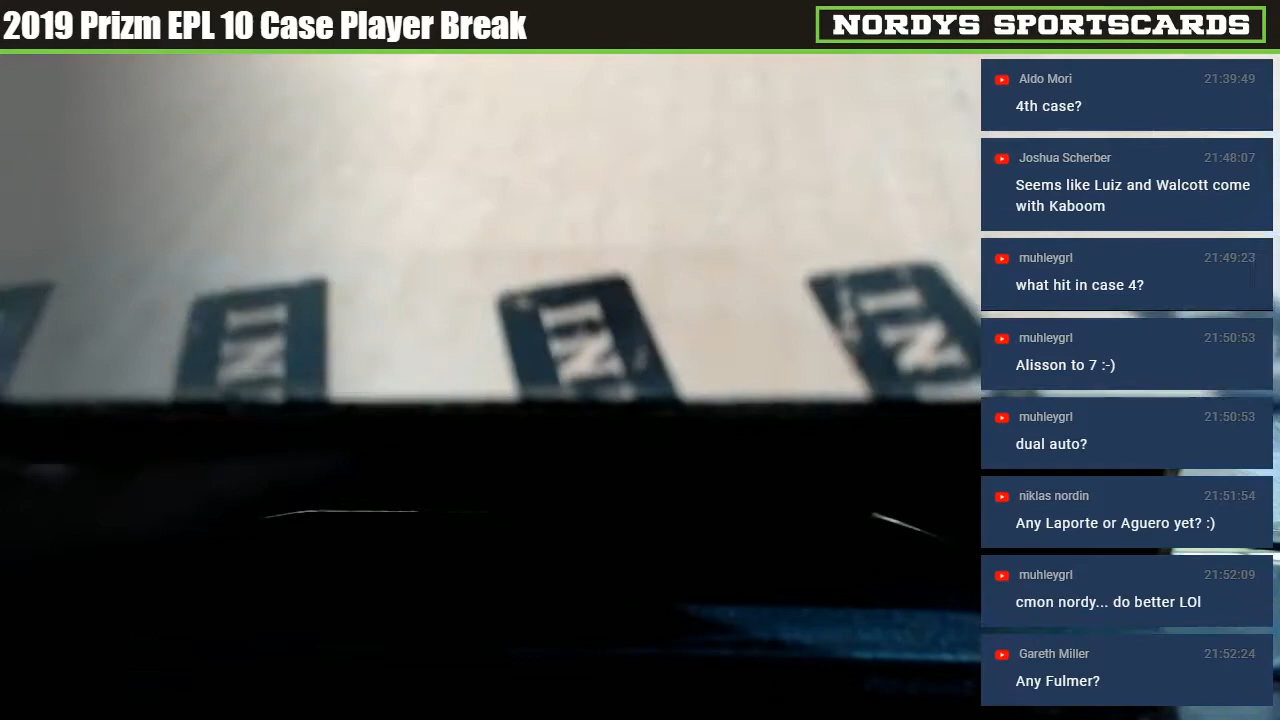 2019 Prizm EPL 10 Case Player Break
NORDYS SPORTSCARDS
Aldo Mori 21:39:49
4th case?
Joshua Scherber 21:48:07
Seems like Luiz and Walcott come
with Kaboom
muhleygrl 21:49:23
what hit in case 4?
muhleygrl 21:50:53
Alisson to 7 :-)
muhleygrl 21:50:53
dual auto?
niklas nordin 21:51:54
Any Laporte or Aguero yet? :)
muhleygrl 21:52:09
cmon nordy... do better LOl
Gareth Miller 21:52:24
Any Fulmer?